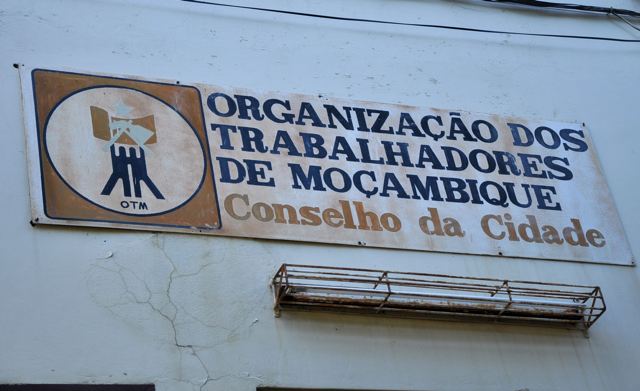 OTM
ORGANIZAÇÃO DOS
TRABALHADORES
DE MOÇAMBIQUE
Conselho da Cidade